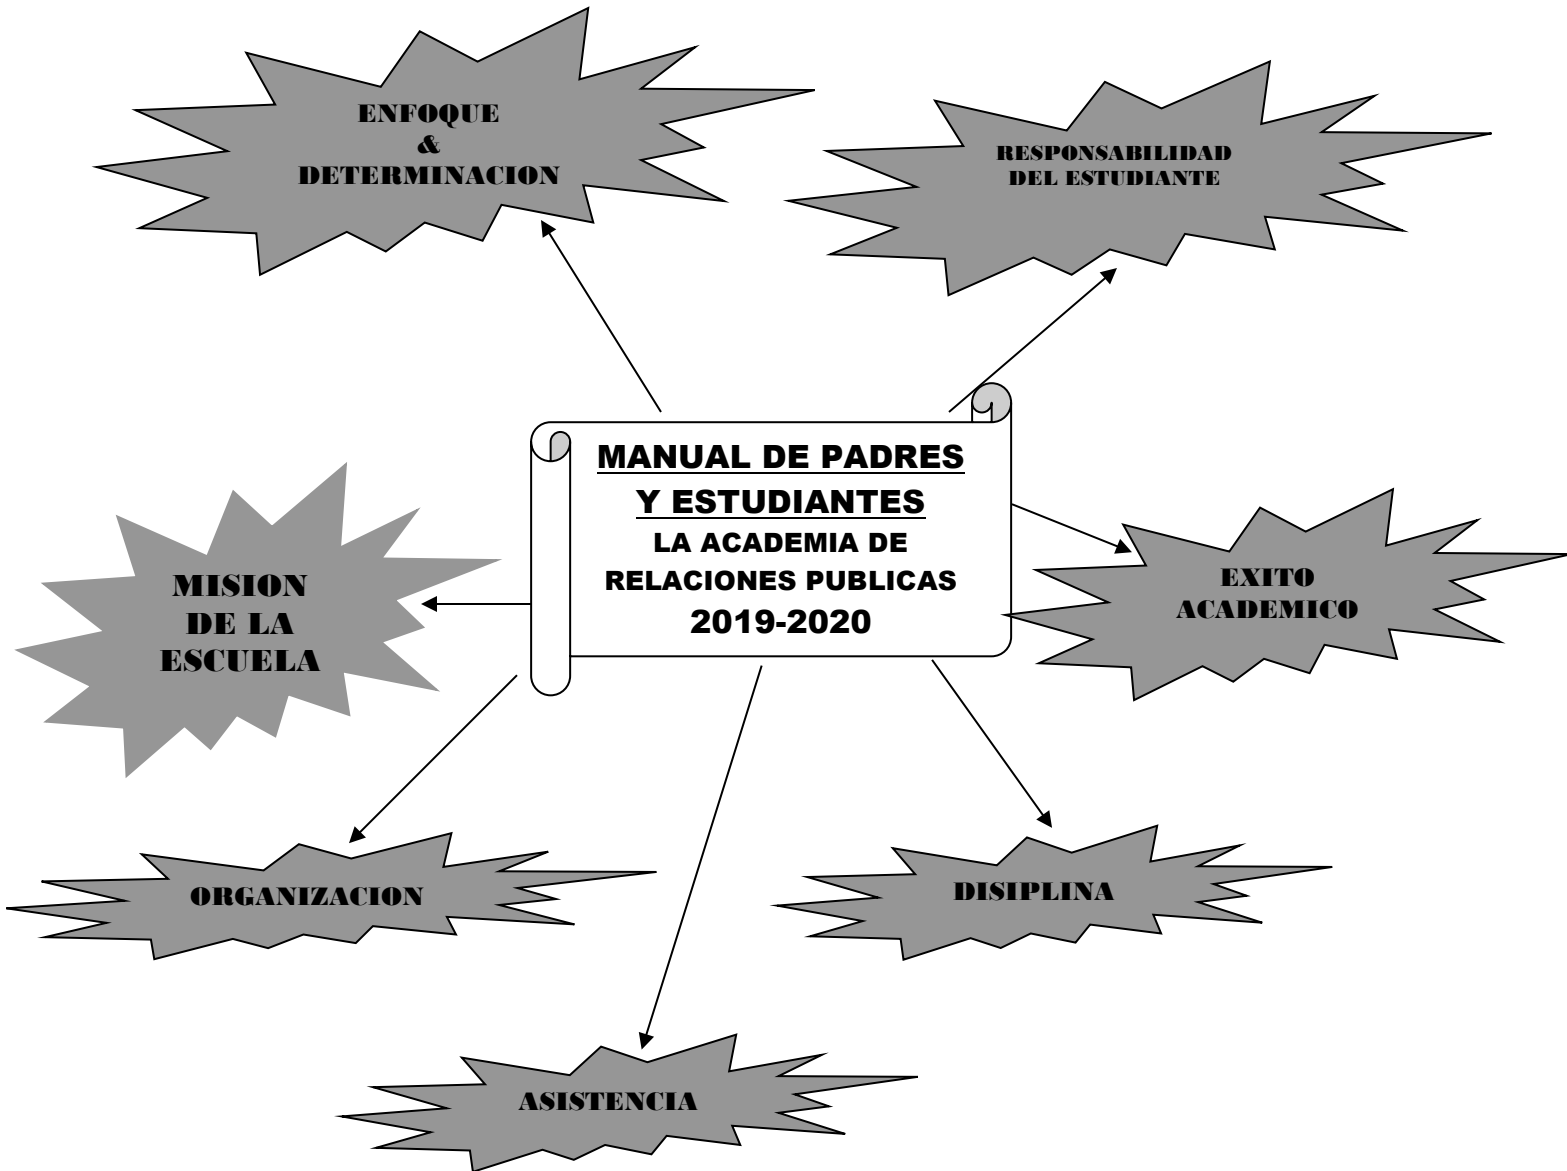 ENFOQUE
&
DETERMINACION
RESPONSABILIDAD
DEL ESTUDIANTE
MANUAL DE PADRES
Y ESTUDIANTES
LA ACADEMIA DE
RELACIONES PUBLICAS
2019-2020
MISION
DE LA
ESCUELA
EXITO
ACADEMICO
ORGANIZACION
DISIPLINA
ASISTENCIA